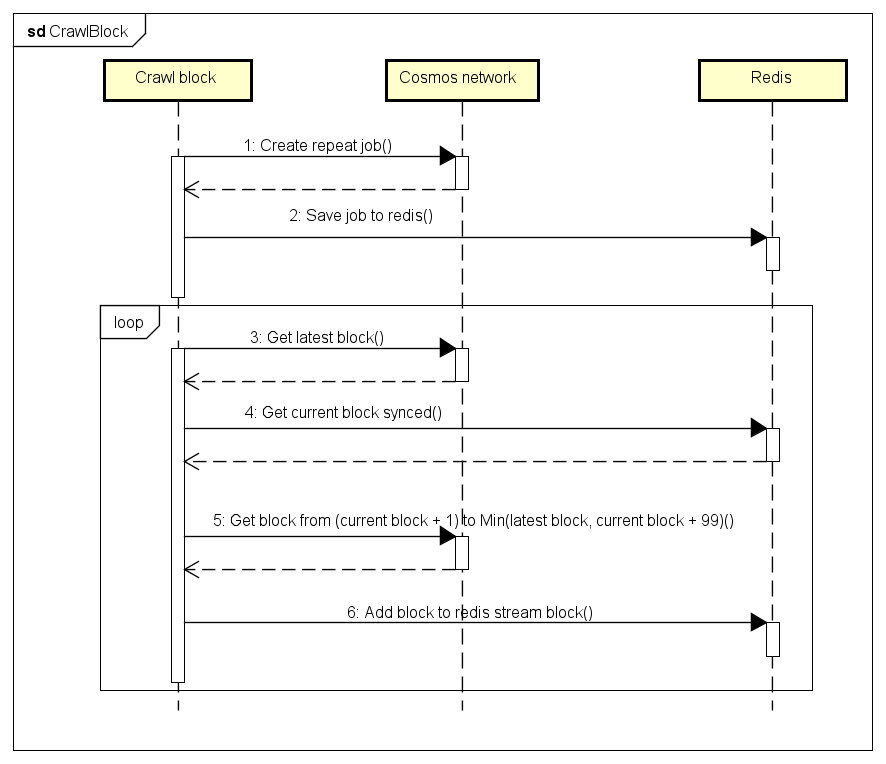 sd CrawlBlock
Crawl block
Cosmos network
Redis
1: Create repeat job()
2: Save job to redis()
loop
3: Get latest block()
4: Get current block synced()
5: Get block from (current block + 1) to Min(latest block, current block + 99)()
6: Add block to redis stream block()